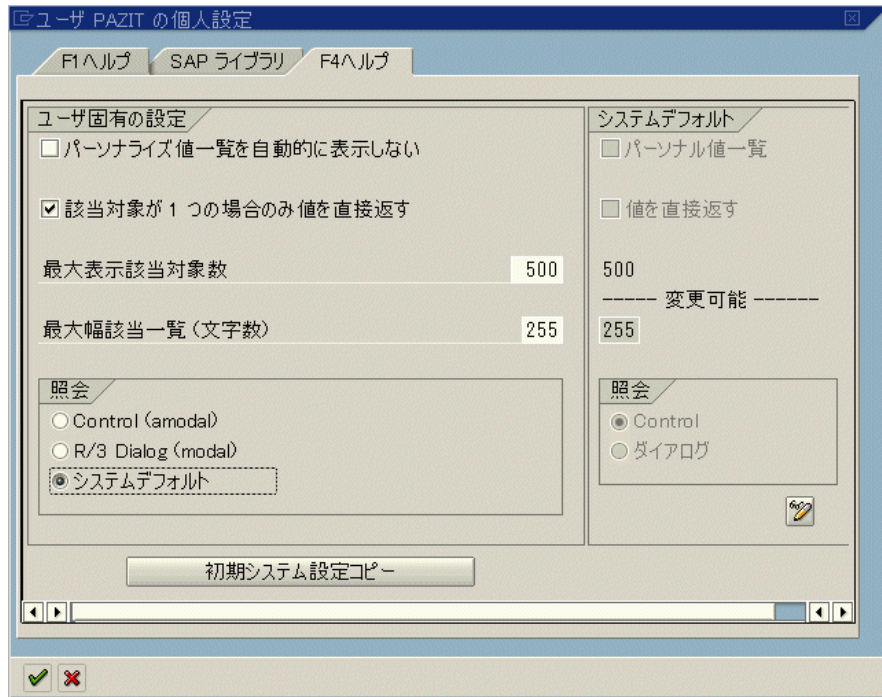 ユーザ PAZIT の個人設定
F1ヘルプ SAP ライブラリ F4ヘルプ
ユーザ固有の設定
パーソナライズ値一覧を自動的に表示しない
該当対象が 1 つの場合のみ値を直接返す
最大表示該当対象数 500
最大幅該当一覧(文字数) 255
照会
Control (amodal)
R/3 Dialog (modal)
システムデフォルト
システムデフォルト
パーソナル値一覧
値を直接返す
500
----- 変更可能 ------
255
照会
Control
ダイアログ
初期システム設定コピー